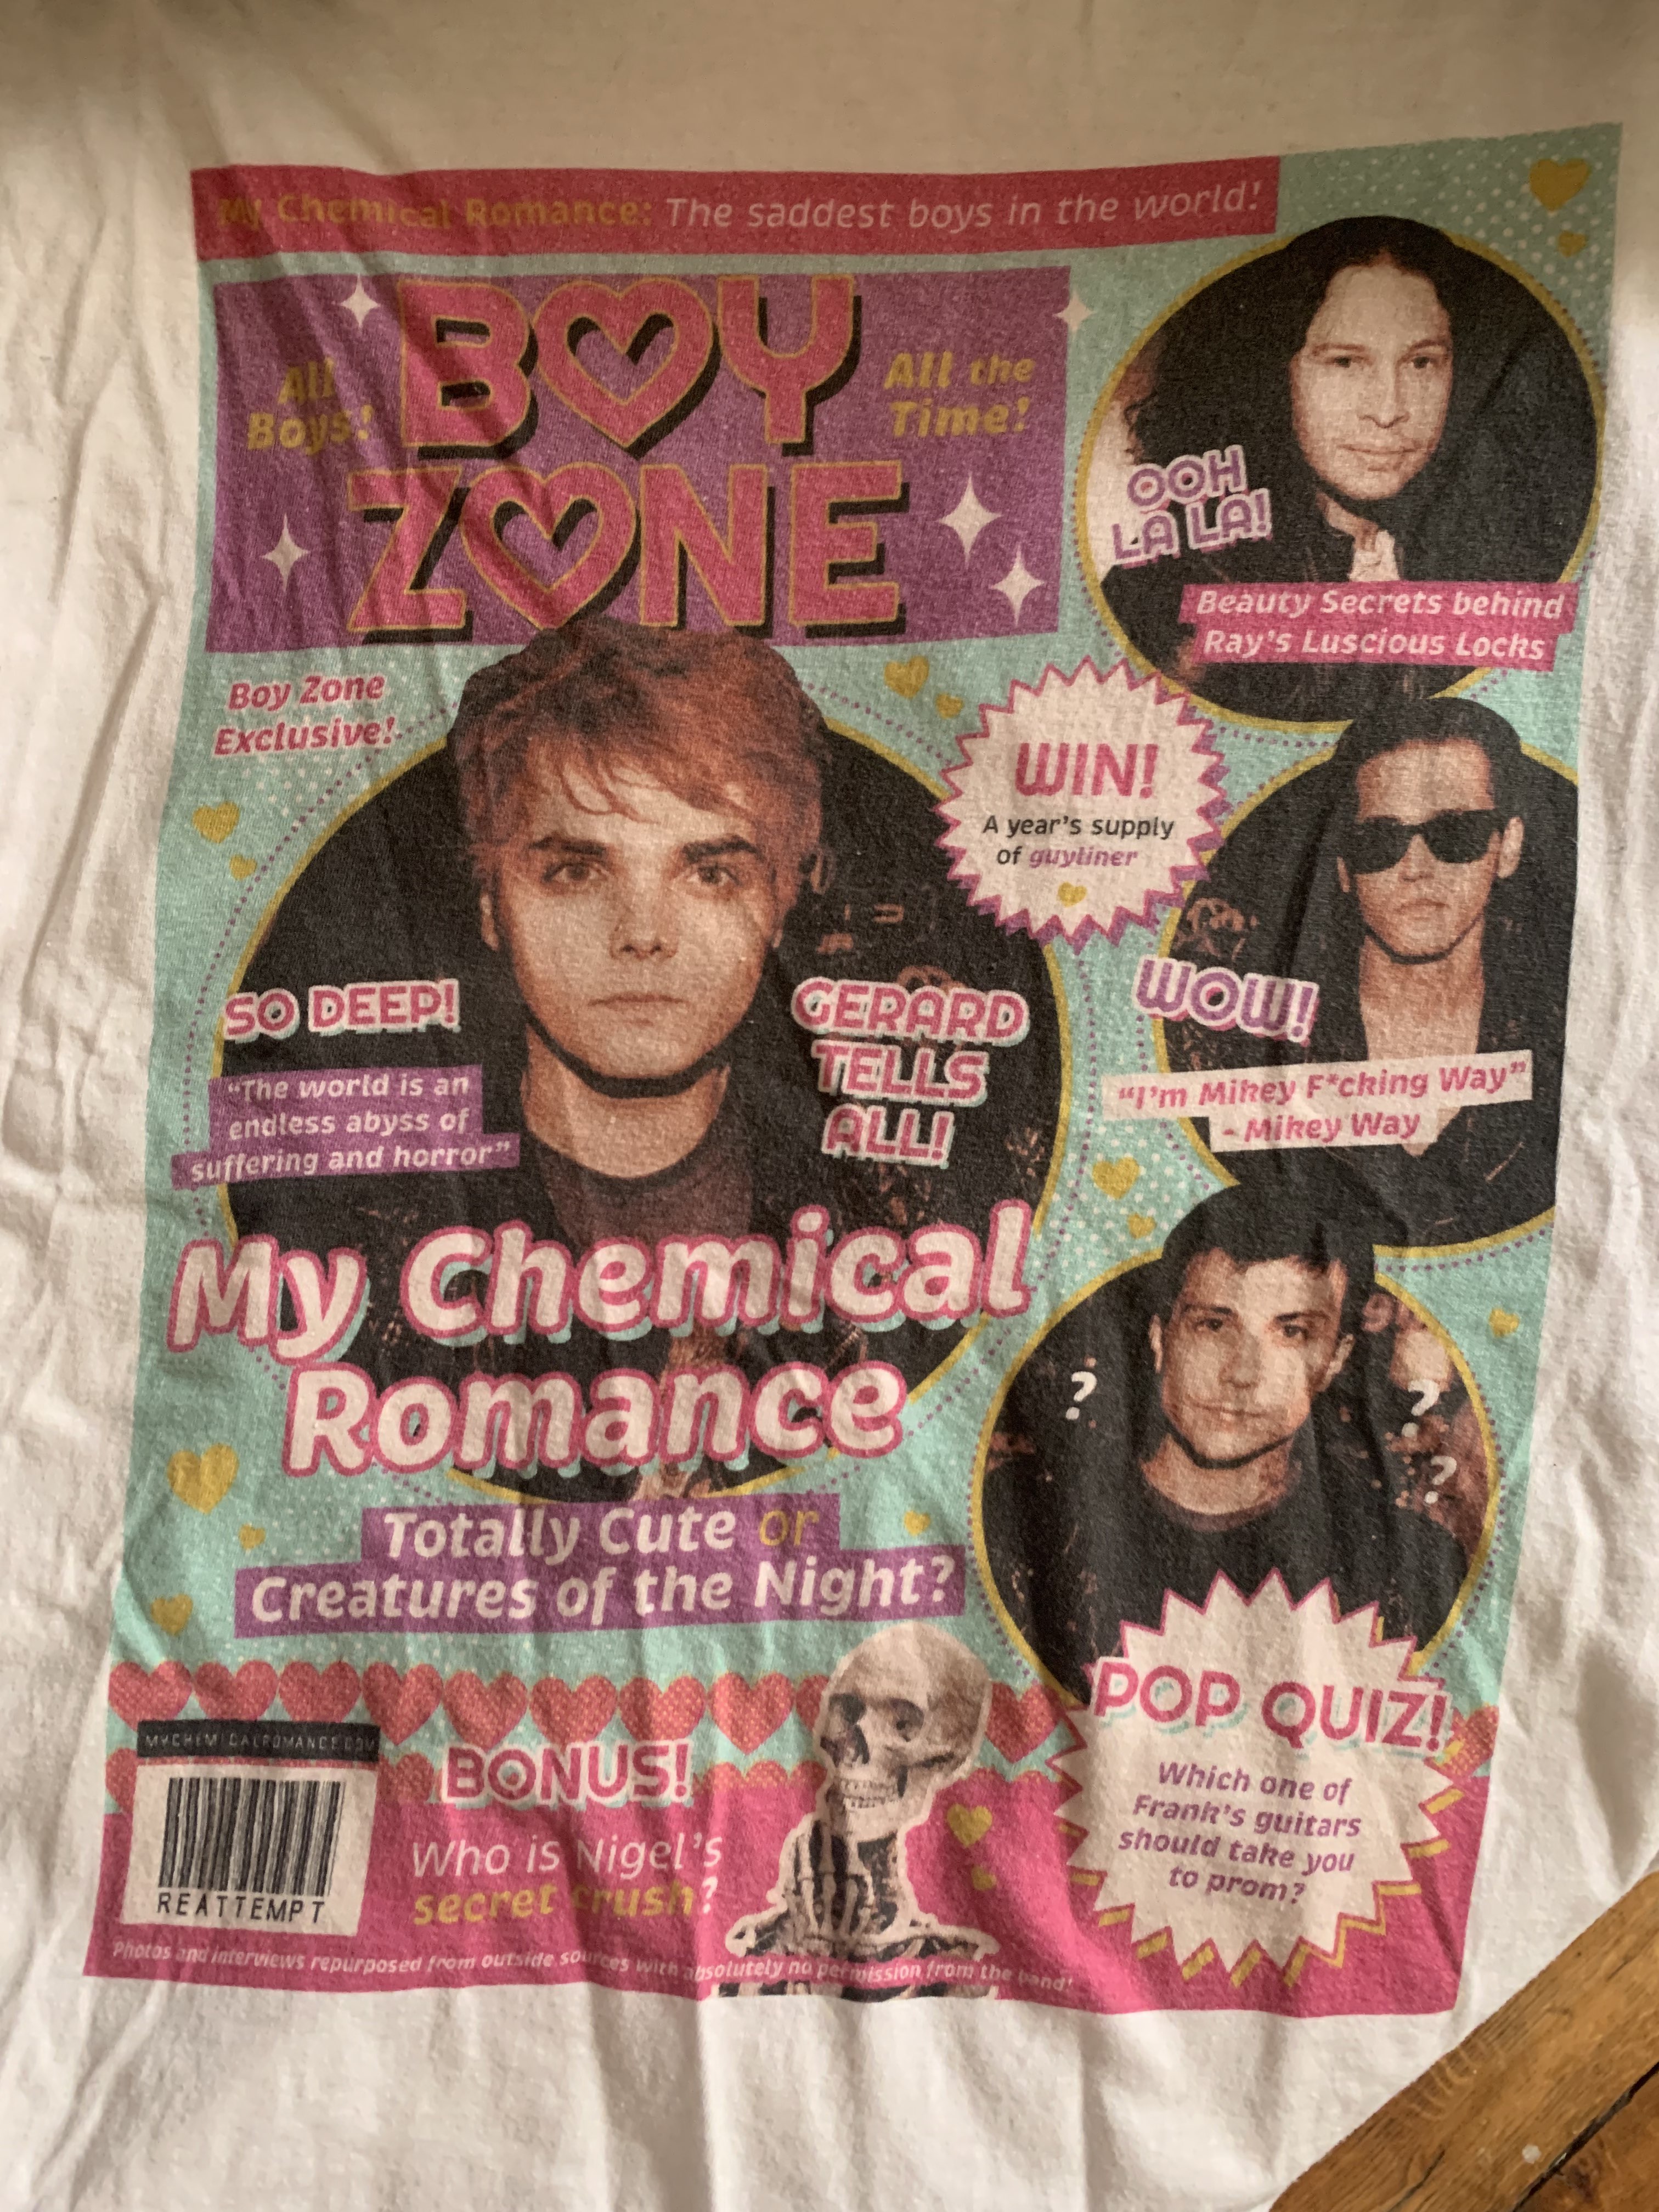 My Chemical Romance: The saddest boys in the world!
All
Boys!
BOY
ZONE
All the
Time!
OOH
LA LA!
Beauty Secrets behind
Ray's Luscious Locks
Boy Zone
Exclusive!
WIN!
A year's supply
of guyliner
SO DEEP!
"The world is an
endless abyss of
suffering and horror"
GERARD
TELLS
ALL!
WOW!
"I'm Mikey F*cking Way"
- Mikey Way
My Chemical
Romance
Totally Cute or
Creatures of the Night?
?
?
?
POP QUIZ!
Which one of
Frank's guitars
should take you
to prom?
MYCHEMICALROMANCE.COM
REATTEMPT
BONUS!
Who is Nigel's
secret crush?
Photos and interviews repurposed from outside sources with absolutely no permission from the band*